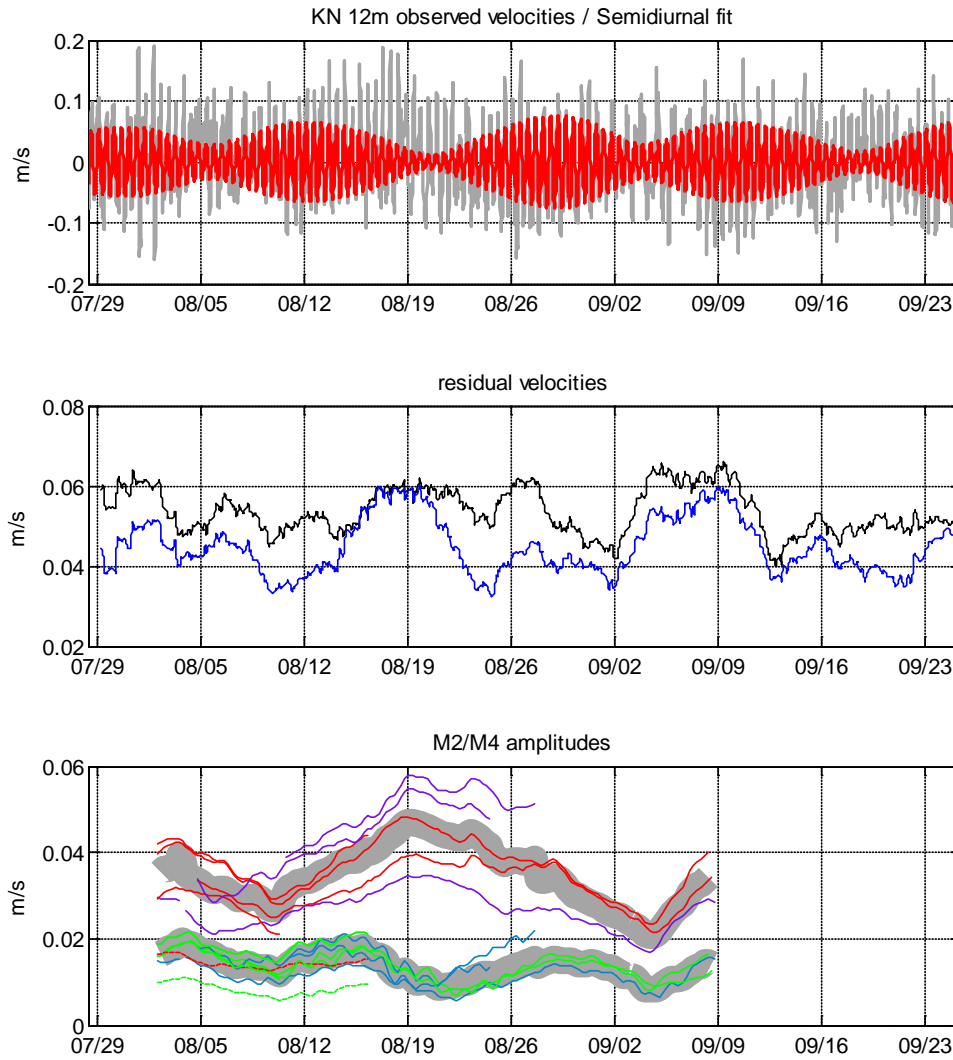 KN 12m observed velocities / Semidiurnal fit
0.2
0.1
0
-0.1
-0.2
m/s
07/29 08/05 08/12 08/19 08/26 09/02 09/09 09/16 09/23
residual velocities
0.08
0.06
0.04
0.02
m/s
07/29 08/05 08/12 08/19 08/26 09/02 09/09 09/16 09/23
M2/M4 amplitudes
0.06
0.04
0.02
0
m/s
07/29 08/05 08/12 08/19 08/26 09/02 09/09 09/16 09/23